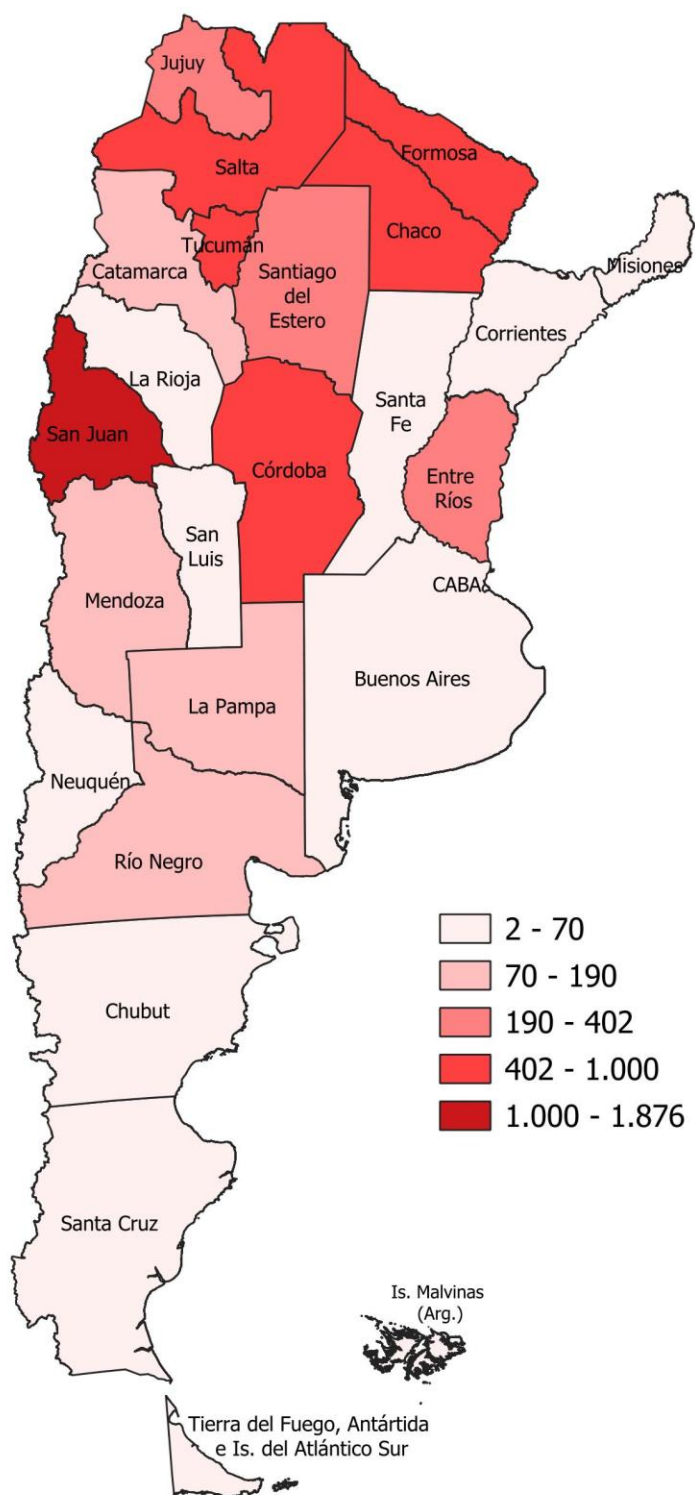 Jujuy
Salta
Formosa
Chaco
Tucumán
Catamarca
Santiago
del
Estero
Misiones
Corrientes
La Rioja
Santa
Fe
San Juan
Córdoba
Entre
Ríos
San
Luis
CABA
Mendoza
Buenos Aires
La Pampa
Neuquén
Río Negro
2 - 70
70 - 190
190 - 402
402 - 1.000
1.000 - 1.876
Chubut
Santa Cruz
Is. Malvinas
(Arg.)
Tierra del Fuego, Antártida
e Is. del Atlántico Sur